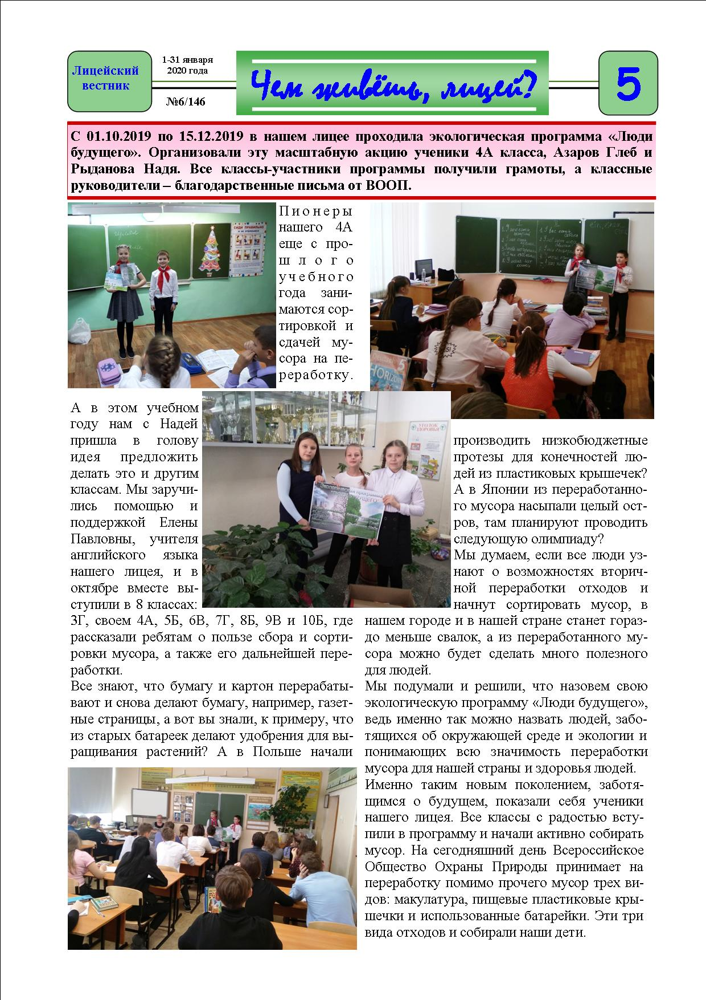 Лицейский
вестник
1-31 января
2020 года
№6/146
Чем живёшь, лицей?
5
С 01.10.2019 по 15.12.2019 в нашем лицее проходила экологическая программа «Люди
будущего». Организовали эту масштабную акцию ученики 4А класса, Азаров Глеб и
Рыданова Надя. Все классы-участники программы получили грамоты, а классные
руководители – благодарственные письма от ВООП.
СИДИ ПРАВИЛЬНО
Пионеры
нашего 4А
еще с про-
шлого
учебного
года зани-
маются сор-
тировкой и
сдачей му-
сора на пе-
реработку.
HORIZON
5
А в этом учебном
году нам с Надей
пришла в голову
идея предложить
делать это и другим
классам. Мы заручи-
лись помощью и
поддержкой Елены
Павловны, учителя
английского языка
нашего лицея, и в
октябре вместе вы-
ступили в 8 классах:
3Г, своем 4А, 5Б, 6В, 7Г, 8Б, 9В и 10Б, где
рассказали ребятам о пользе сбора и сорти-
ровки мусора, а также его дальнейшей пере-
работки.
Все знают, что бумагу и картон перерабаты-
вают и снова делают бумагу, например, газет-
ные страницы, а вот вы знали, к примеру, что
из старых батареек делают удобрения для вы-
ращивания растений? А в Польше начали
УГОЛОК
ЗДОРОВЬЯ
Экологическая программа
производить низкобюджетные
протезы для конечностей лю-
дей из пластиковых крышечек?
А в Японии из переработанно-
го мусора насыпали целый ост-
ров, там планируют проводить
следующую олимпиаду?
Мы думаем, если все люди уз-
нают о возможностях вторич-
ной переработки отходов и
начнут сортировать мусор, в
нашем городе и в нашей стране станет гораз-
до меньше свалок, а из переработанного му-
сора можно будет сделать много полезного
для людей.
Мы подумали и решили, что назовем свою
экологическую программу «Люди будущего»,
ведь именно так можно назвать людей, забо-
тящихся об окружающей среде и экологии и
понимающих всю значимость переработки
мусора для нашей страны и здоровья людей.
Именно таким новым поколением, заботя-
щимся о будущем, показали себя ученики
нашего лицея. Все классы с радостью всту-
пили в программу и начали активно собирать
мусор. На сегодняшний день Всероссийское
Общество Охраны Природы принимает на
переработку помимо прочего мусор трех ви-
дов: макулатура, пищевые пластиковые кры-
шечки и использованные батарейки. Эти три
вида отходов и собирали наши дети.